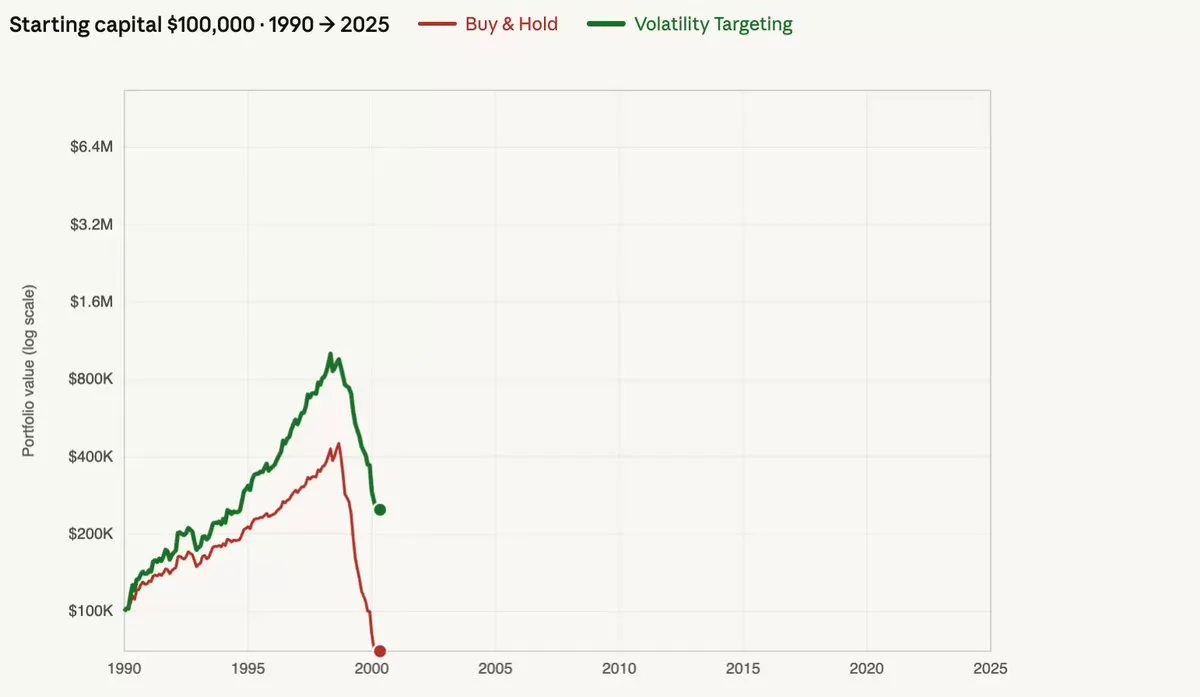 Starting capital $100,000 · 1990 → 2025 Buy & Hold Volatility Targeting
$6.4M
$3.2M
$1.6M
$800K
$400K
$200K
$100K
Portfolio value (log scale)
1990 1995 2000 2005 2010 2015 2020 2025